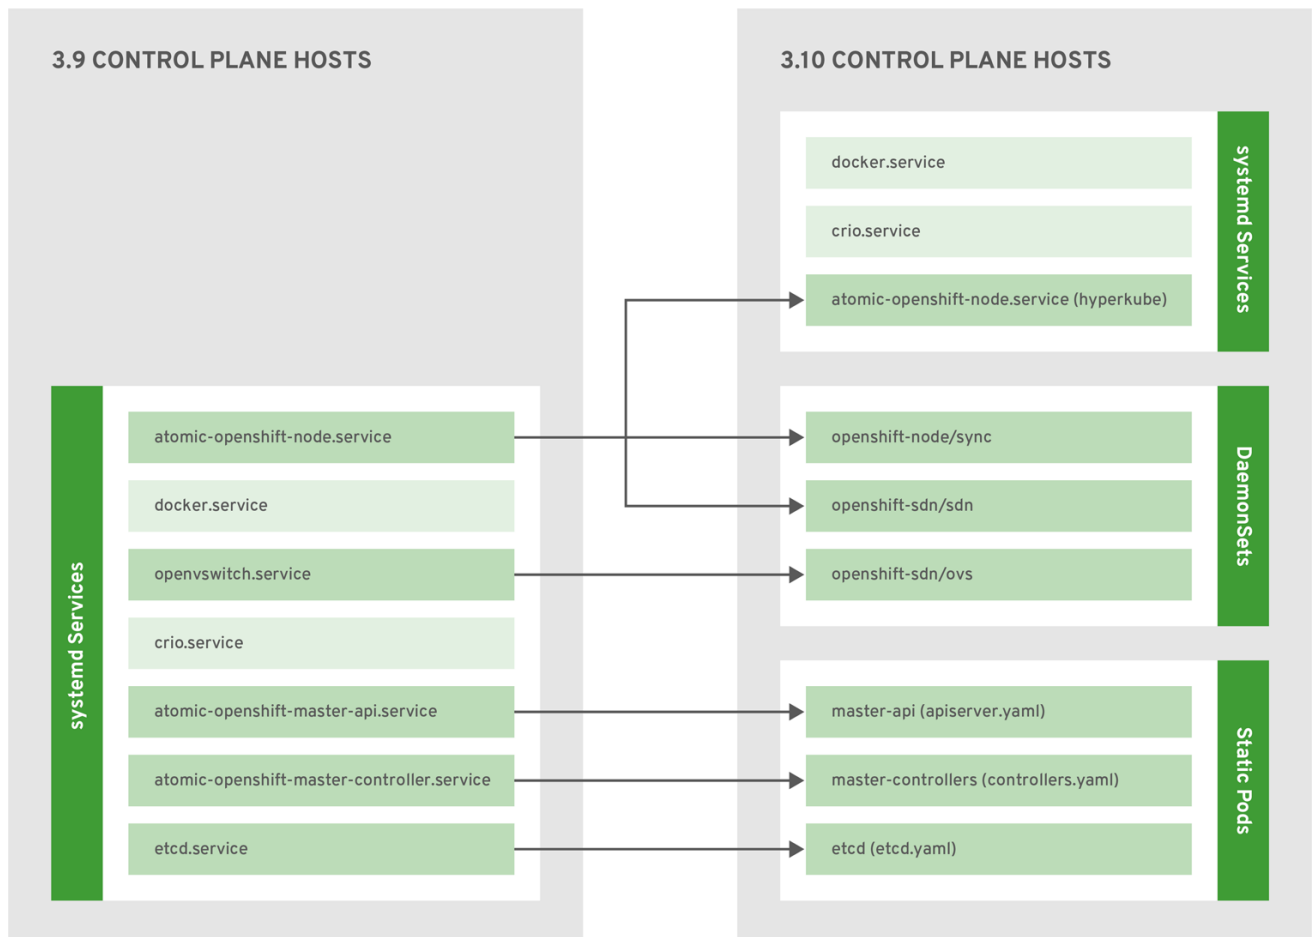 3.9 CONTROL PLANE HOSTS
systemd Services
atomic-openshift-node.service
docker.service
openvswitch.service
crio.service
atomic-openshift-master-api.service
atomic-openshift-master-controller.service
etcd.service
3.10 CONTROL PLANE HOSTS
docker.service
crio.service
atomic-openshift-node.service (hyperkube)
systemd Services
openshift-node/sync
openshift-sdn/sdn
openshift-sdn/ovs
DaemonSets
master-api (apiserver.yaml)
master-controllers (controllers.yaml)
etcd (etcd.yaml)
Static Pods